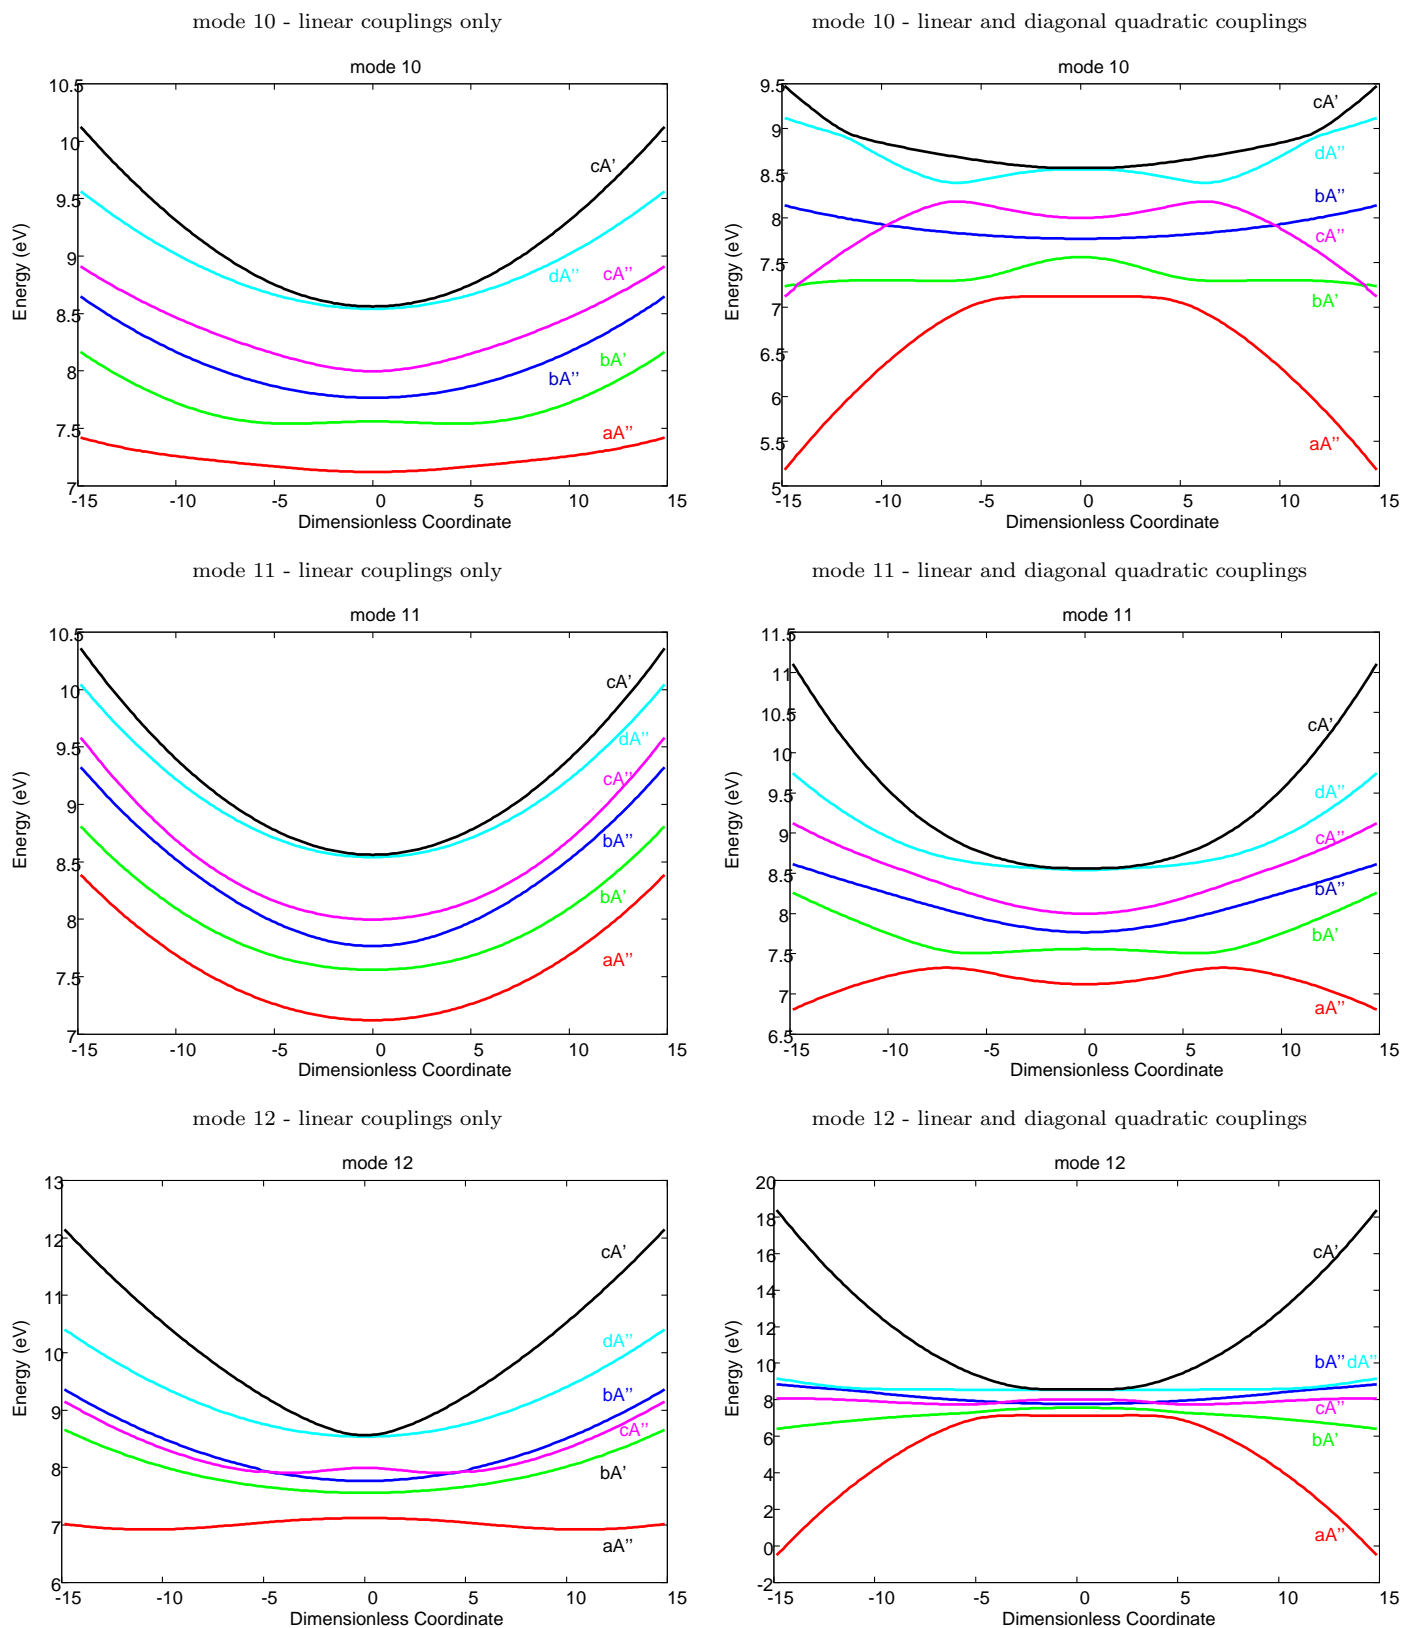 mode 10 - linear couplings only
mode 10
10.5
10
9.5
9
8.5
8
7.5
7
Energy (eV)
cA'
dA''
cA''
bA'
bA''
aA''
-15 -10 -5 0 5 10 15
Dimensionless Coordinate
mode 10 - linear and diagonal quadratic couplings
mode 10
9.5
9
8.5
8
7.5
7
6.5
6
5.5
5
Energy (eV)
cA'
dA''
bA''
cA''
bA'
aA''
-15 -10 -5 0 5 10 15
Dimensionless Coordinate
mode 11 - linear couplings only
mode 11
10.5
10
9.5
9
8.5
8
7.5
7
Energy (eV)
cA'
dA''
cA''
bA''
bA'
aA''
-15 -10 -5 0 5 10 15
Dimensionless Coordinate
mode 11 - linear and diagonal quadratic couplings
mode 11
11.5
11
10.5
10
9.5
9
8.5
8
7.5
7
6.5
Energy (eV)
cA'
dA''
cA''
bA''
bA'
aA''
-15 -10 -5 0 5 10 15
Dimensionless Coordinate
mode 12 - linear couplings only
mode 12
13
12
11
10
9
8
7
6
Energy (eV)
cA'
dA''
bA''
cA''
bA'
aA''
-15 -10 -5 0 5 10 15
Dimensionless Coordinate
mode 12 - linear and diagonal quadratic couplings
mode 12
20
18
16
14
12
10
8
6
4
2
0
-2
Energy (eV)
cA'
bA'' dA''
cA''
bA'
aA''
-15 -10 -5 0 5 10 15
Dimensionless Coordinate